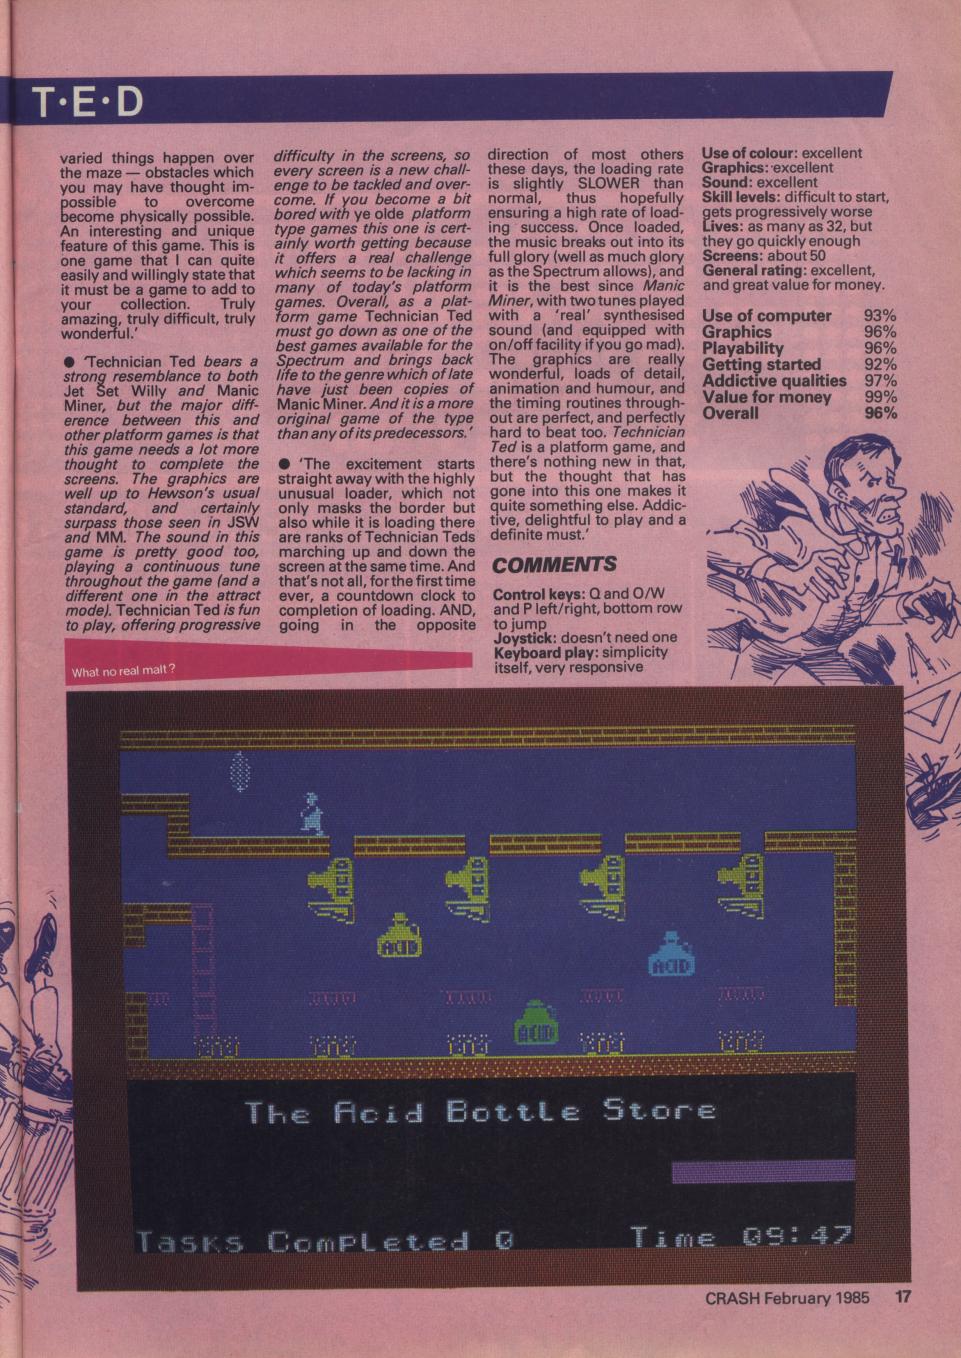 T·E·D
varied things happen over
the maze — obstacles which
you may have thought im-
possible to overcome
become physically possible.
An interesting and unique
feature of this game. This is
one game that I can quite
easily and willingly state that
it must be a game to add to
your collection. Truly
amazing, truly difficult, truly
wonderful.'
● 'Technician Ted bears a
strong resemblance to both
Jet Set Willy and Manic
Miner, but the major diff-
erence between this and
other platform games is that
this game needs a lot more
thought to complete the
screens. The graphics are
well up to Hewson's usual
standard, and certainly
surpass those seen in JSW
and MM. The sound in this
game is pretty good too,
playing a continuous tune
throughout the game (and a
different one in the attract
mode). Technician Ted is fun
to play, offering progressive
difficulty in the screens, so
every screen is a new chall-
enge to be tackled and over-
come. If you become a bit
bored with ye olde platform
type games this one is cert-
ainly worth getting because
it offers a real challenge
which seems to be lacking in
many of today's platform
games. Overall, as a plat-
form game Technician Ted
must go down as one of the
best games available for the
Spectrum and brings back
life to the genre which of late
have just been copies of
Manic Miner. And it is a more
original game of the type
than any of its predecessors.'
● 'The excitement starts
straight away with the highly
unusual loader, which not
only masks the border but
also while it is loading there
are ranks of Technician Teds
marching up and down the
screen at the same time. And
that's not all, for the first time
ever, a countdown clock to
completion of loading. AND,
going in the opposite
direction of most others
these days, the loading rate
is slightly SLOWER than
normal, thus hopefully
ensuring a high rate of load-
ing success. Once loaded,
the music breaks out into its
full glory (well as much glory
as the Spectrum allows), and
it is the best since Manic
Miner, with two tunes played
with a 'real' synthesised
sound (and equipped with
on/off facility if you go mad).
The graphics are really
wonderful, loads of detail,
animation and humour, and
the timing routines through-
out are perfect, and perfectly
hard to beat too. Technician
Ted is a platform game, and
there's nothing new in that,
but the thought that has
gone into this one makes it
quite something else. Addic-
tive, delightful to play and a
definite must.'
COMMENTS
Control keys: Q and O/W
and P left/right, bottom row
to jump
Joystick: doesn't need one
Keyboard play: simplicity
itself, very responsive
Use of colour: excellent
Graphics: excellent
Sound: excellent
Skill levels: difficult to start,
gets progressively worse
Lives: as many as 32, but
they go quickly enough
Screens: about 50
General rating: excellent,
and great value for money.
Use of computer 93%
Graphics 96%
Playability 96%
Getting started 92%
Addictive qualities 97%
Value for money 99%
Overall 96%
What no real malt?
ACID
ACID
ACID
ACID
ACID
ACID
ACID
The Acid Bottle Store
Tasks Completed 0 Time 09:47
CRASH February 1985 17